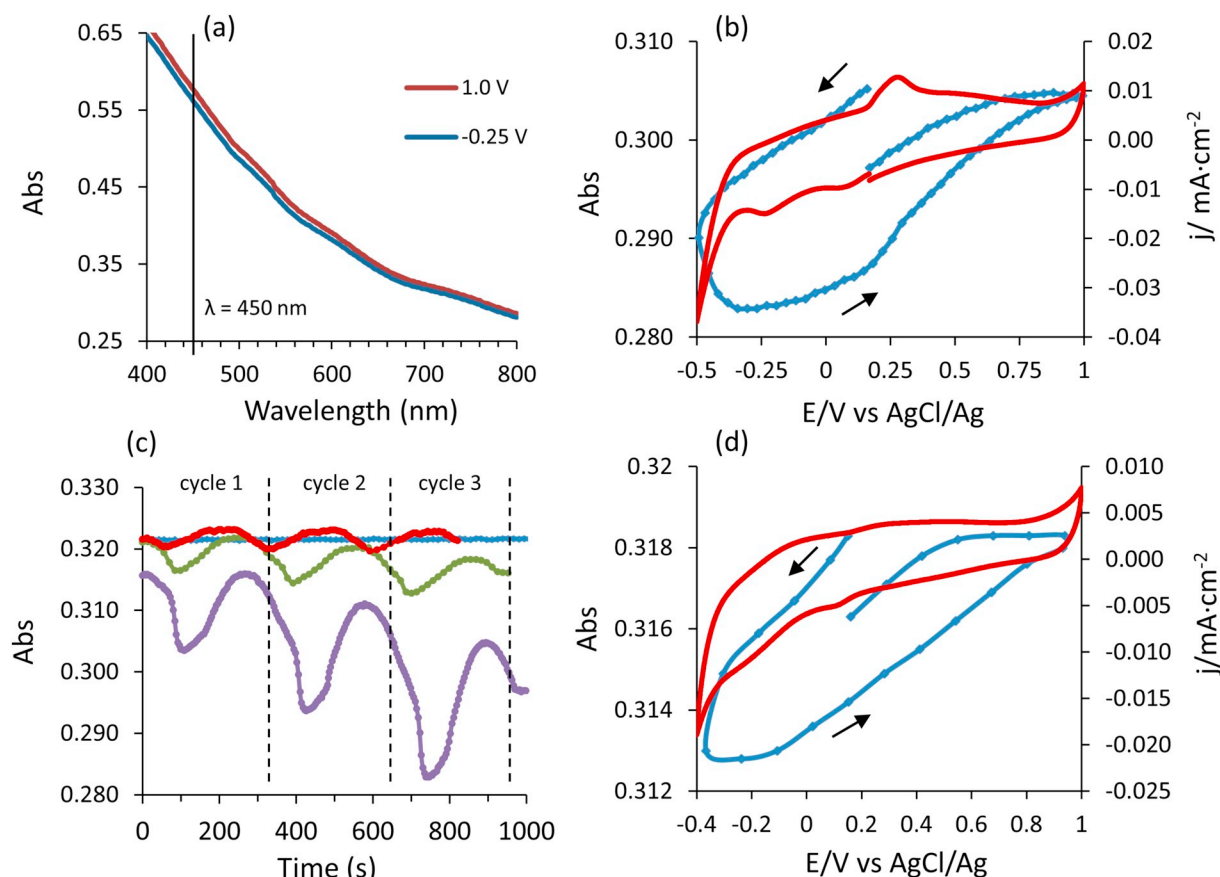 (a)
0.65
0.55
0.45
0.35
0.25
Abs
1.0 V
-0.25 V
λ = 450 nm
400 500 600 700 800
Wavelength (nm)
(b)
0.310
0.300
0.290
0.280
Abs
0.02
0.01
0.00
-0.01
-0.02
-0.03
-0.04
j/ mA·cm-2
-0.5 -0.25 0 0.25 0.5 0.75 1
E/V vs AgCl/Ag
(c)
cycle 1 cycle 2 cycle 3
0.330
0.320
0.310
0.300
0.290
0.280
Abs
0 200 400 600 800 1000
Time (s)
(d)
0.32
0.318
0.316
0.314
0.312
Abs
0.010
0.005
0.000
-0.005
-0.010
-0.015
-0.020
-0.025
j/mA·cm-2
-0.4 -0.2 0 0.2 0.4 0.6 0.8 1
E/V vs AgCl/Ag